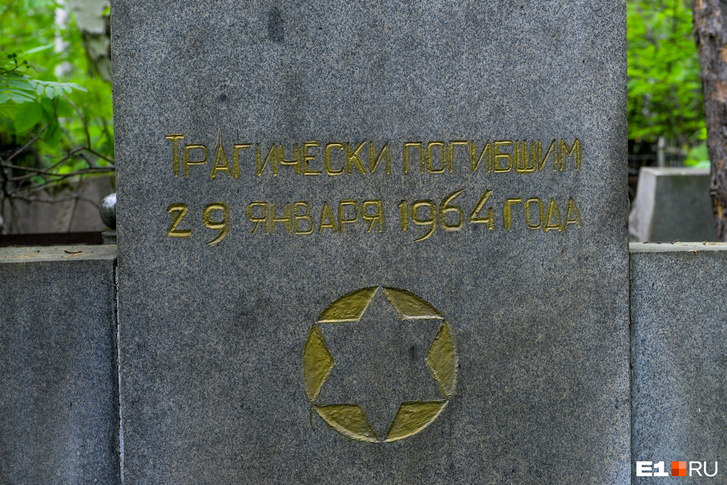 Трагически погибшим
29 января 1964 года
E1 RU